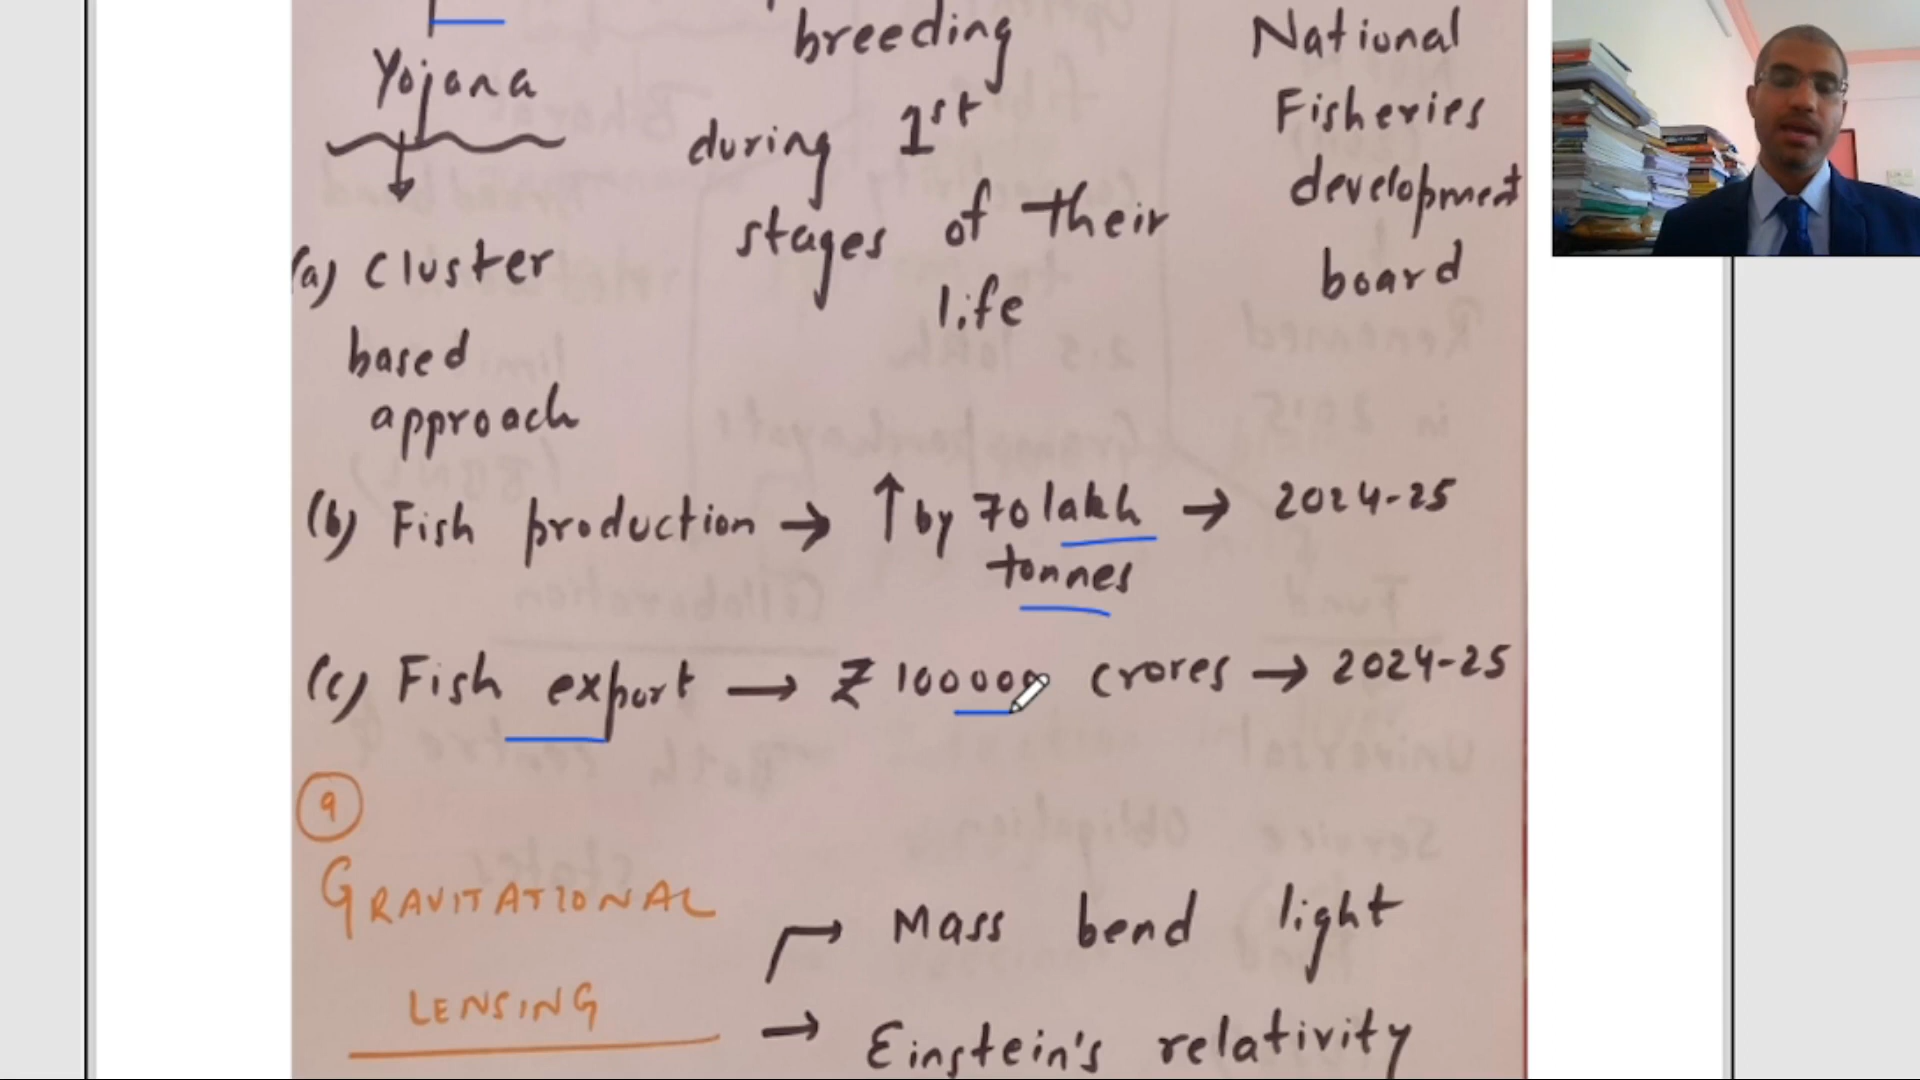 Yojana
breeding
during 1st
stages of their
life
National
Fisheries
development
board
(a) Cluster
based
approach
(b) Fish production → ↑ by 70 lakh → 2024-25
tonnes
(c) Fish export → ₹ 100000 crores → 2024-25
9
GRAVITATIONAL
LENSING
→ Mass bend light
→ Einstein's relativity